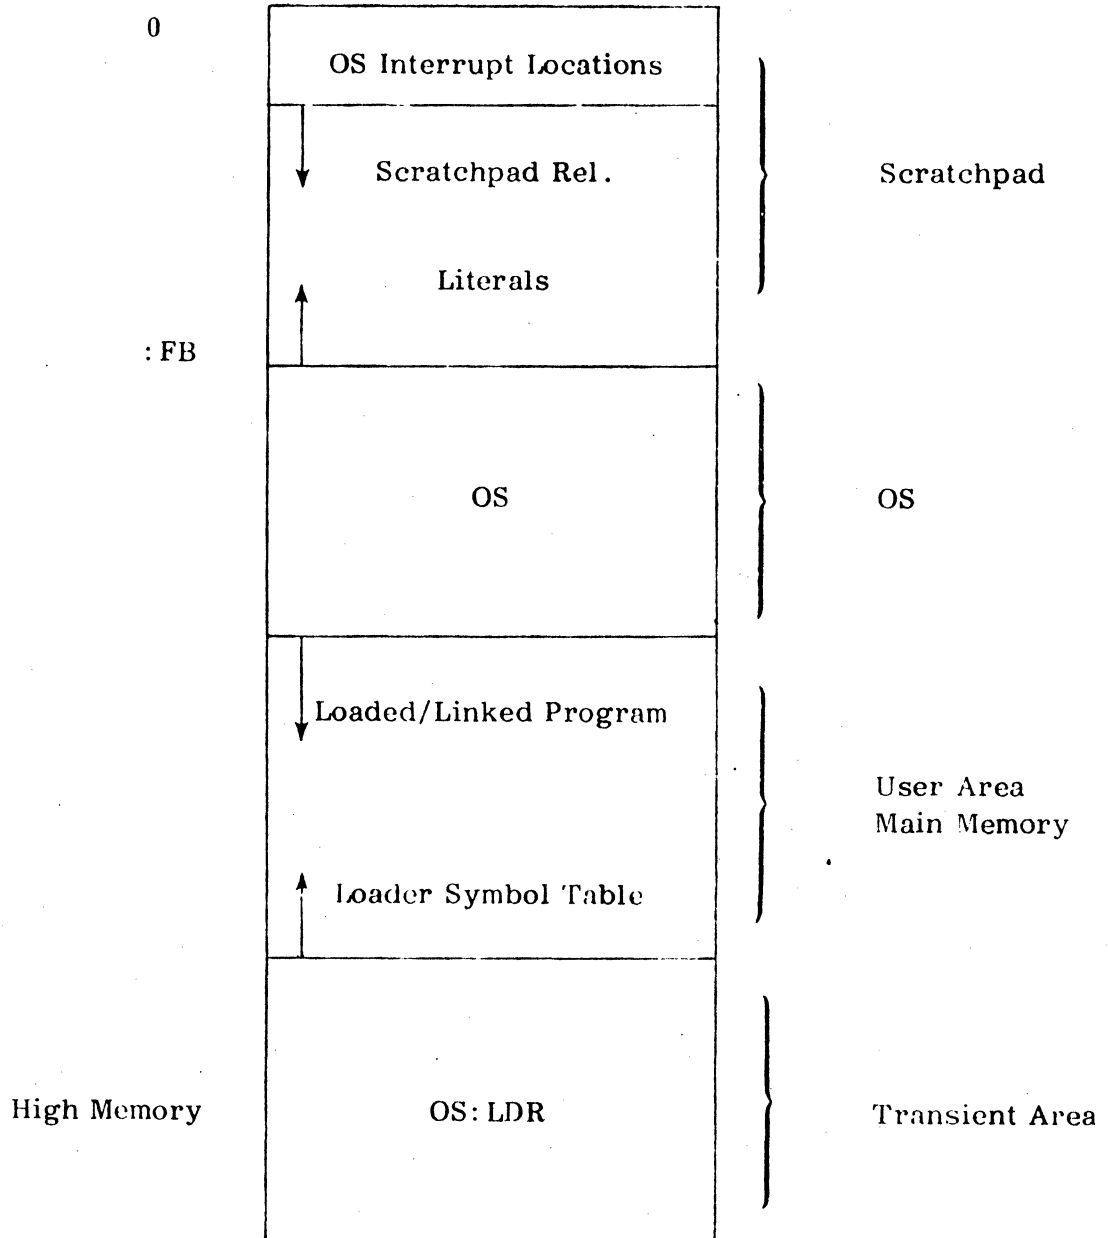 0
OS Interrupt Locations
Scratchpad Rel.
Scratchpad
Literals
:FB
OS
OS
Loaded/Linked Program
User Area
Main Memory
Loader Symbol Table
High Memory
OS:LDR
Transient Area